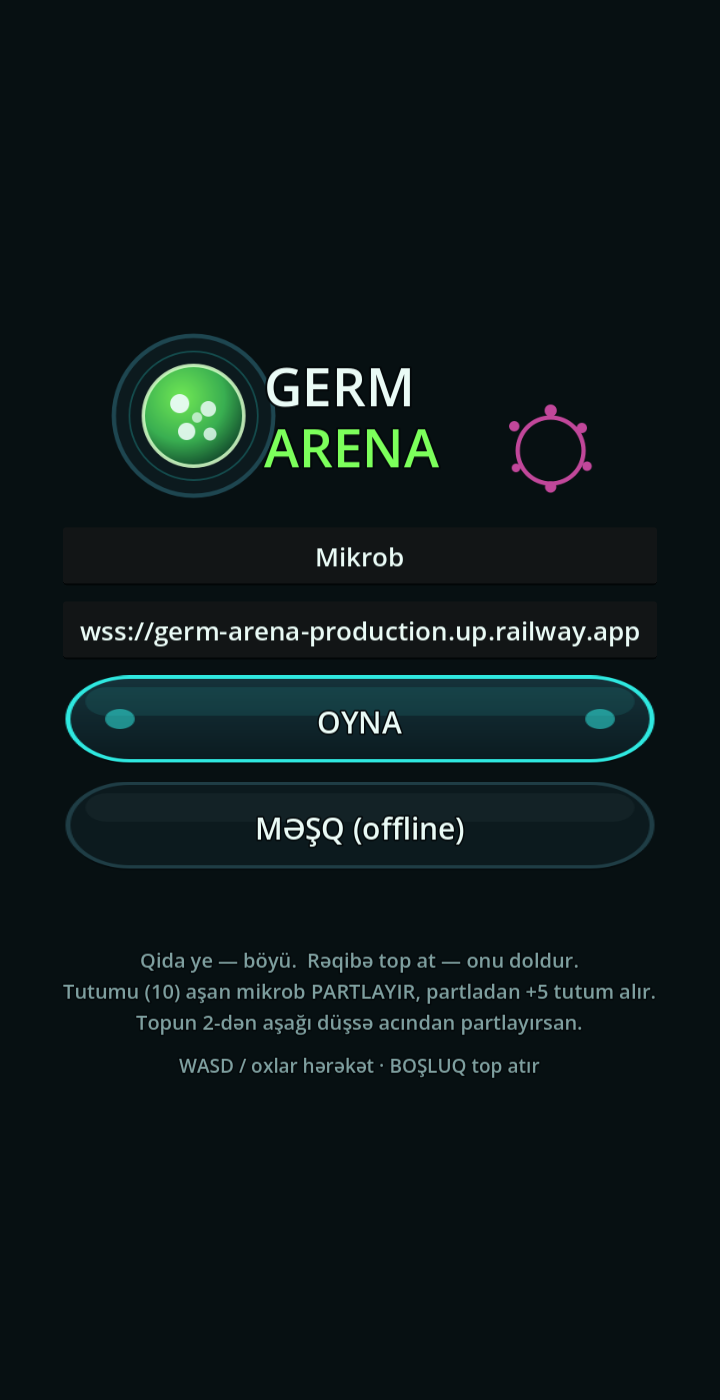 GERM
ARENA
Mikrob
wss://germ-arena-production.up.railway.app
OYNA
MƏŞQ (offline)
Qida ye — böyü.  Rəqibə top at — onu doldur.
Tutumu (10) aşan mikrob PARTLAYIR, partladan +5 tutum alır.
Topun 2-dən aşağı düşsə acından partlayırsan.
WASD / oxlar hərəkət · BOŞLUQ top atır